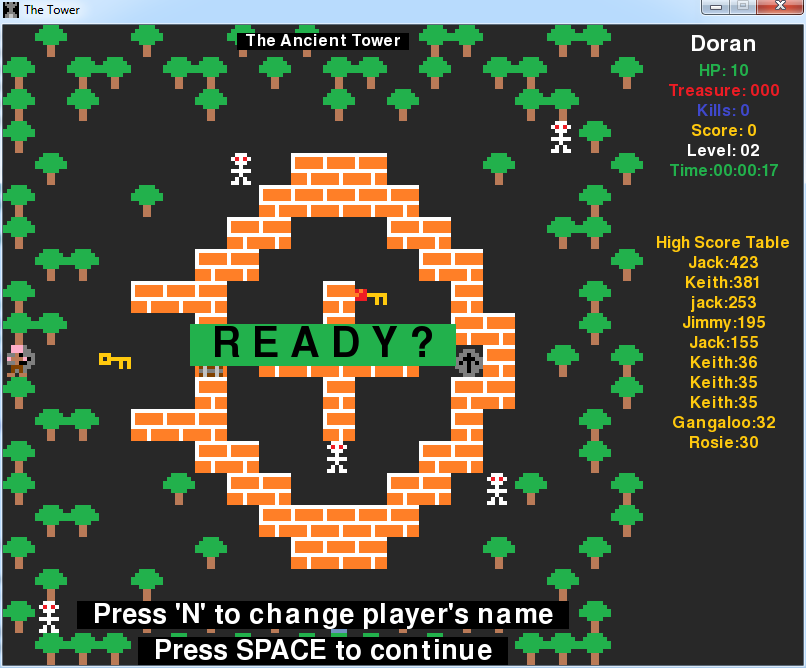 The Tower
The Ancient Tower
Doran
HP: 10
Treasure: 000
Kills: 0
Score: 0
Level: 02
Time:00:00:17
High Score Table
Jack:423
Keith:381
jack:253
Jimmy:195
Jack:155
Keith:36
Keith:35
Keith:35
Gangaloo:32
Rosie:30
READY?
Press 'N' to change player's name
Press SPACE to continue